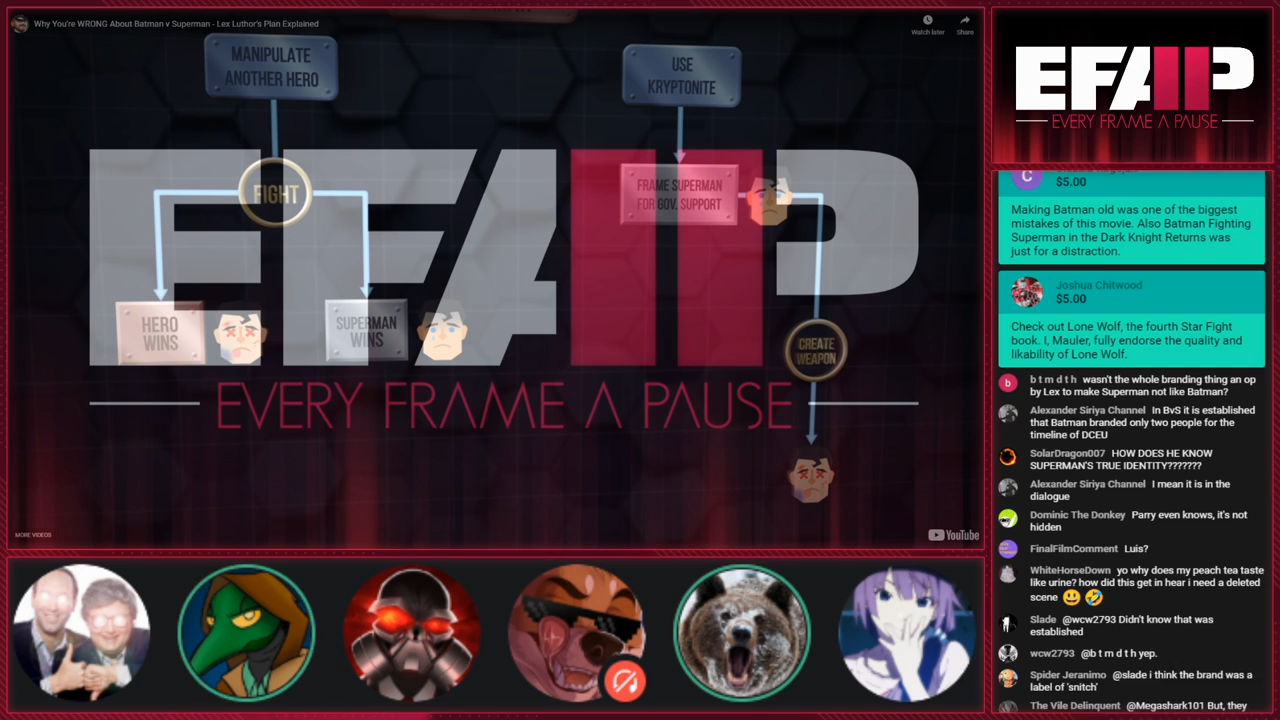 Why You're WRONG About Batman v Superman - Lex Luthor's Plan Explained
Watch later
Share
MANIPULATE
ANOTHER HERO
USE
KRYPTONITE
FIGHT
FRAME SUPERMAN
FOR GOV. SUPPORT
HERO
WINS
SUPERMAN
WINS
CREATE
WEAPON
EFAP
EVERY FRAME A PAUSE
MORE VIDEOS
YouTube
EFAP
EVERY FRAME A PAUSE
C
$5.00
Making Batman old was one of the biggest
mistakes of this movie. Also Batman Fighting
Superman in the Dark Knight Returns was
just for a distraction.
Joshua Chitwood
$5.00
Check out Lone Wolf, the fourth Star Fight
book. I, Mauler, fully endorse the quality and
likability of Lone Wolf.
b
b t m d t h wasn't the whole branding thing an op
by Lex to make Superman not like Batman?
Alexander Siriya Channel In BvS it is established
that Batman branded only two people for the
timeline of DCEU
SolarDragon007 HOW DOES HE KNOW
SUPERMAN'S TRUE IDENTITY???????
Alexander Siriya Channel I mean it is in the
dialogue
Dominic The Donkey Parry even knows, it's not
hidden
FinalFilmComment Luis?
WhiteHorseDown yo why does my peach tea taste
like urine? how did this get in hear i need a deleted
scene 😃 🤣
Slade @wcw2793 Didn't know that was
established
wcw2793 @b t m d t h yep.
Spider Jeranimo @slade i think the brand was a
label of 'snitch'
The Vile Delinquent @Megashark101 But, they